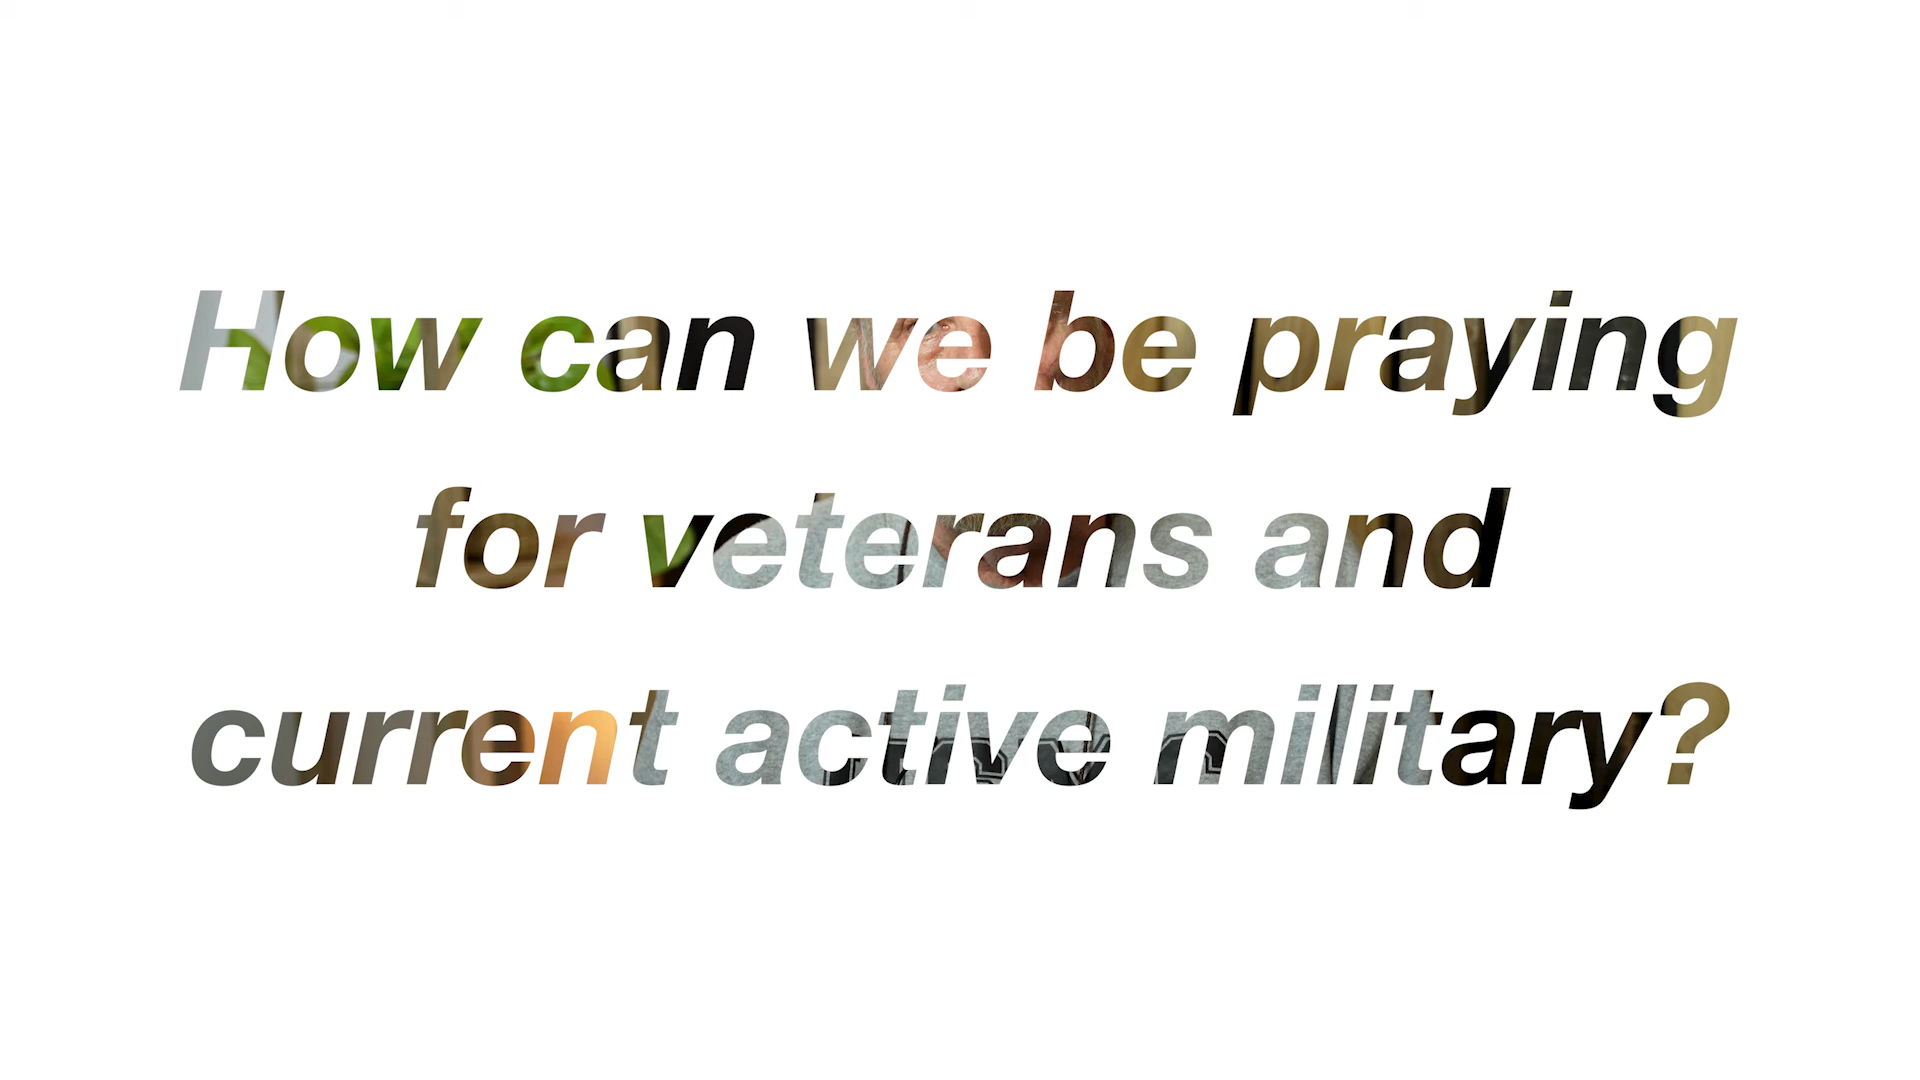 How can we be praying
for veterans and
current active military?